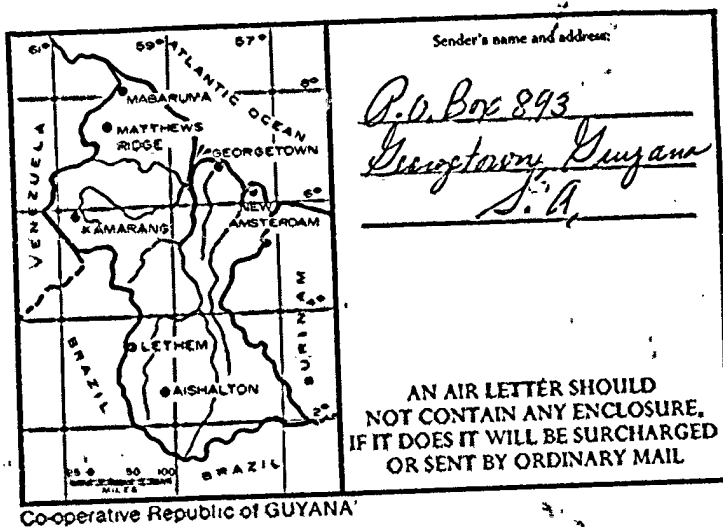 61° 59° 57°
ATLANTIC OCEAN
8°
MABARUMA
MATTHEWS
RIDGE
GEORGETOWN
VENEZUELA
6°
NEW
AMSTERDAM
KAMARANG
4°
SURINAM
LETHEM
BRAZIL
AISHALTON
2°
BRAZIL
25 0 50 100
MILES
Co-operative Republic of GUYANA
Sender's name and address:
P.O. Box 893
Georgetown, Guyana
S. A.
AN AIR LETTER SHOULD
NOT CONTAIN ANY ENCLOSURE,
IF IT DOES IT WILL BE SURCHARGED
OR SENT BY ORDINARY MAIL